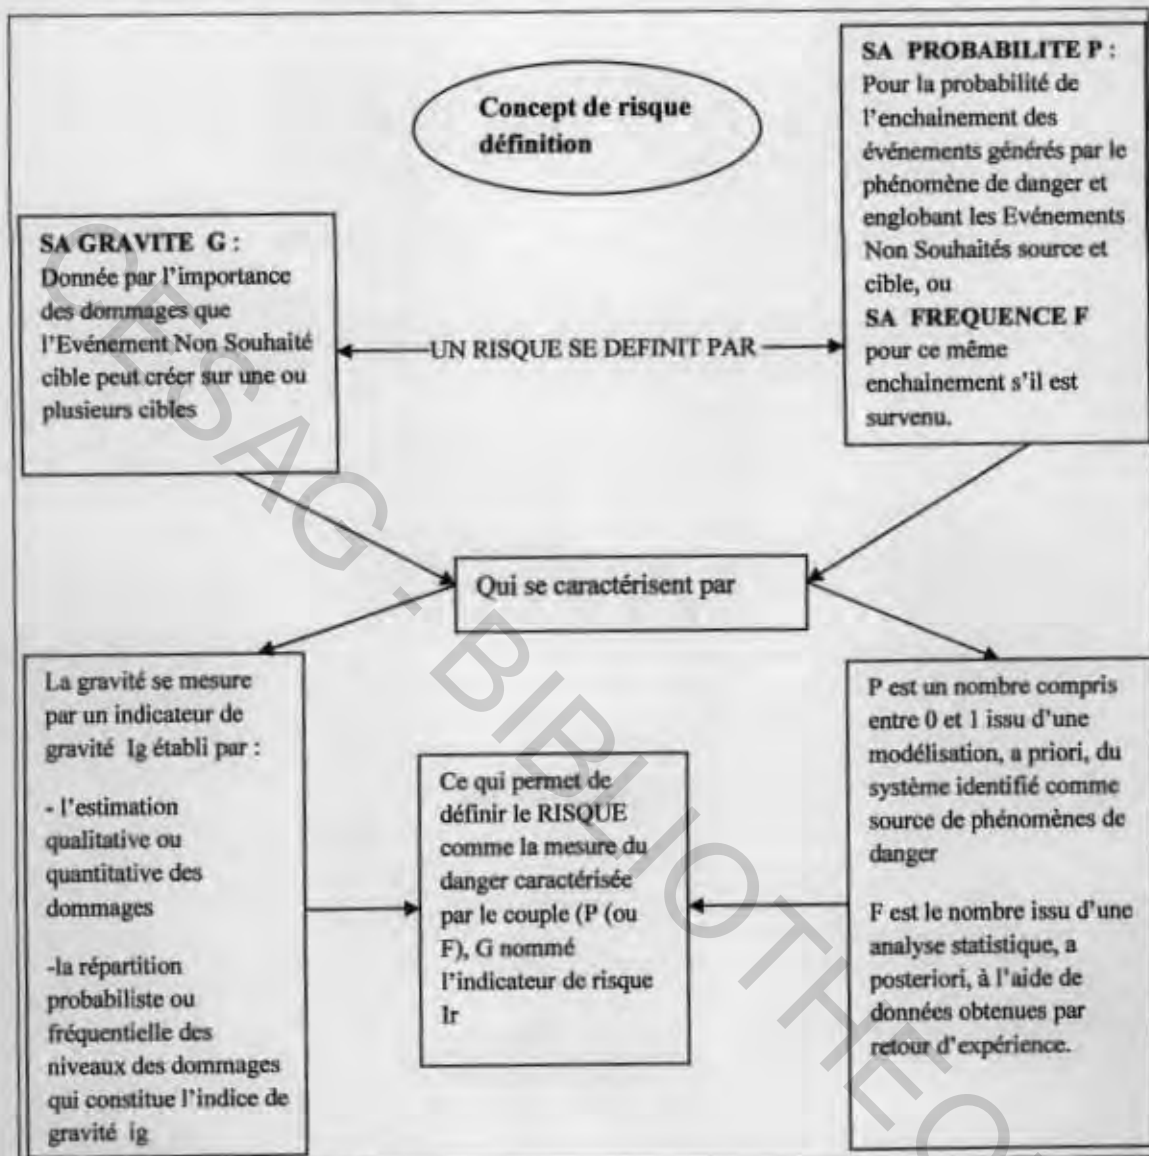 Concept de risque
définition
SA PROBABILITE P :
Pour la probabilité de
l'enchainement des
événements générés par le
phénomène de danger et
englobant les Evénements
Non Souhaités source et
cible, ou
SA FREQUENCE F
pour ce même
enchainement s'il est
survenu.
SA GRAVITE G :
Donnée par l'importance
des dommages que
l'Evénement Non Souhaité
cible peut créer sur une ou
plusieurs cibles
UN RISQUE SE DEFINIT PAR
Qui se caractérisent par
La gravité se mesure
par un indicateur de
gravité Ig établi par :
- l'estimation
qualitative ou
quantitative des
dommages
-la répartition
probabiliste ou
fréquentielle des
niveaux des dommages
qui constitue l'indice de
gravité ig
Ce qui permet de
définir le RISQUE
comme la mesure du
danger caractérisée
par le couple (P (ou
F), G nommé
l'indicateur de risque
Ir
P est un nombre compris
entre 0 et 1 issu d'une
modélisation, a priori, du
système identifié comme
source de phénomènes de
danger
F est le nombre issu d'une
analyse statistique, a
posteriori, à l'aide de
données obtenues par
retour d'expérience.
CESAG - BIBLIOTHEQ